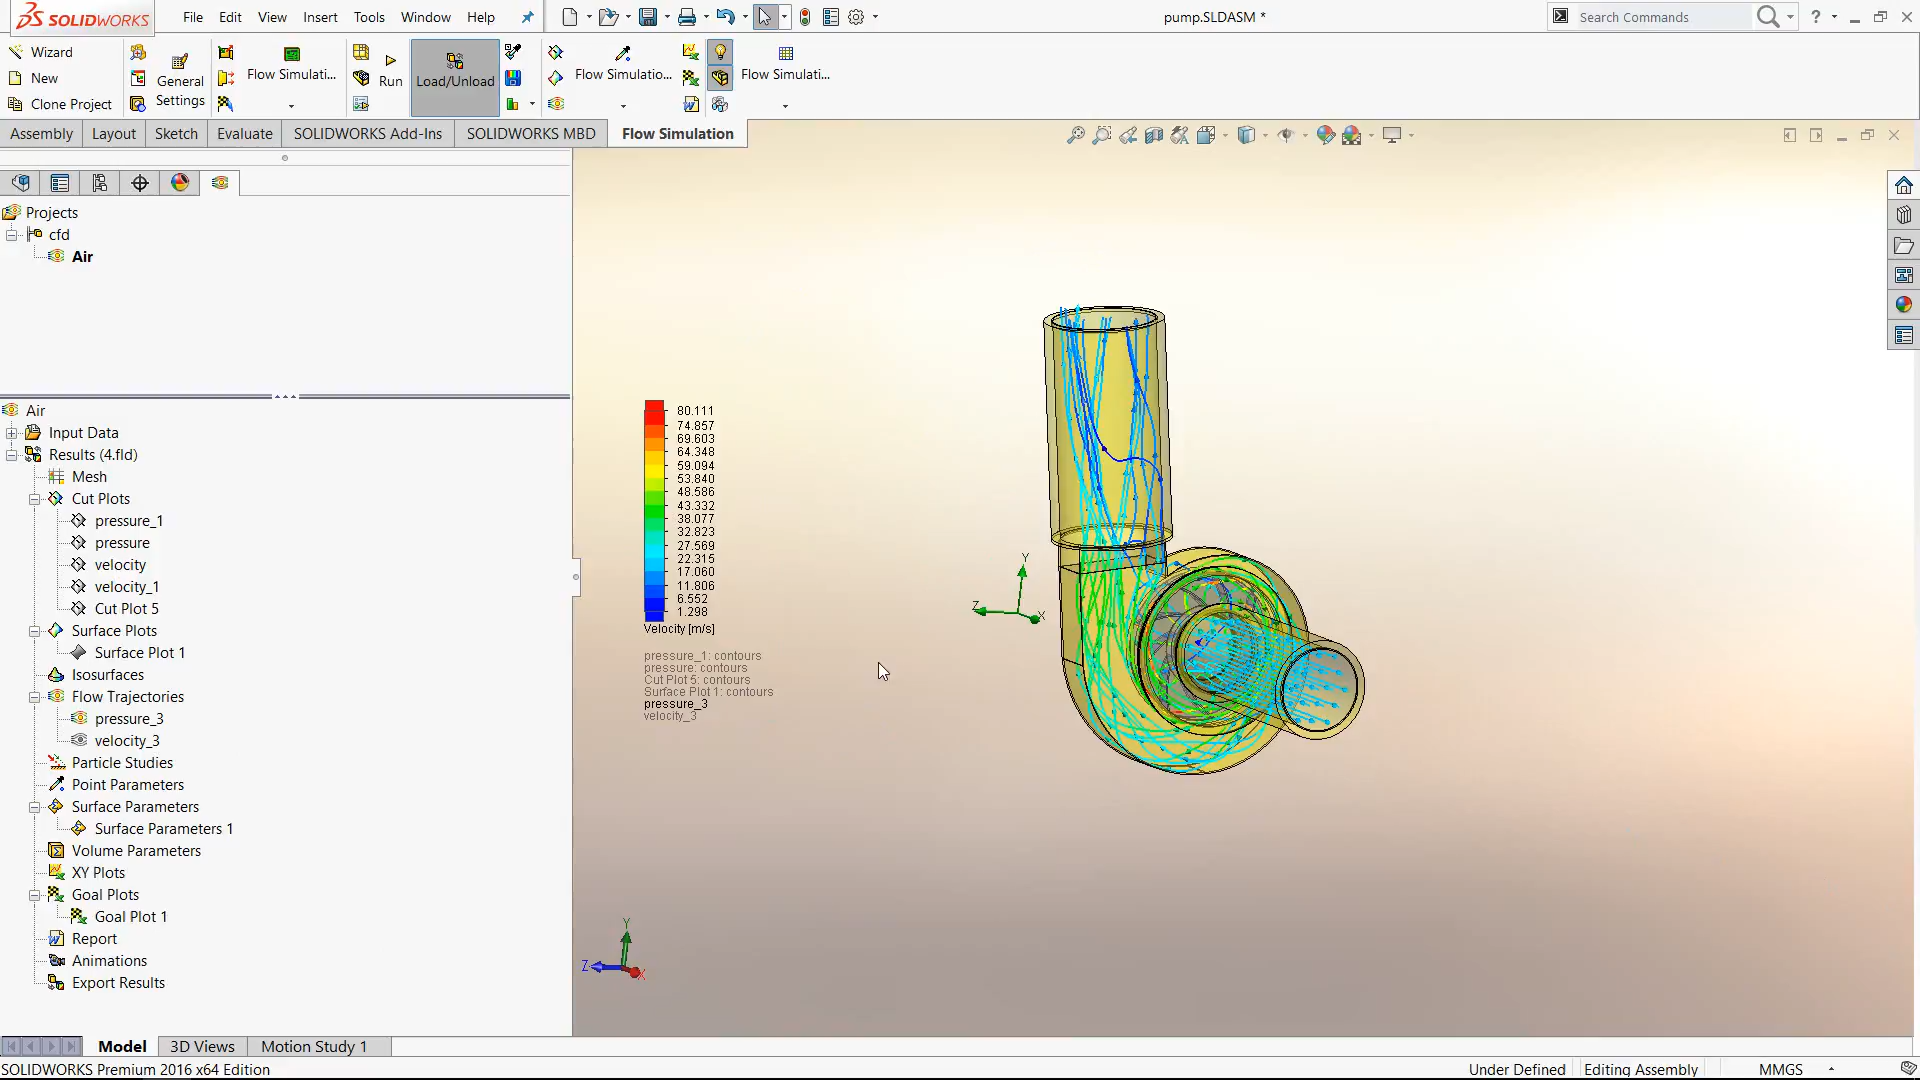 SOLIDWORKS
File Edit View Insert Tools Window Help
pump.SLDASM *
Search Commands
?
Wizard
New
Clone Project
General
Settings
Flow Simulati...
Run
Load/Unload
Flow Simulatio...
Flow Simulati...
Assembly Layout Sketch Evaluate SOLIDWORKS Add-Ins SOLIDWORKS MBD Flow Simulation
Projects
cfd
Air
Air
Input Data
Results (4.fld)
Mesh
Cut Plots
pressure_1
pressure
velocity
velocity_1
Cut Plot 5
Surface Plots
Surface Plot 1
Isosurfaces
Flow Trajectories
pressure_3
velocity_3
Particle Studies
Point Parameters
Surface Parameters
Surface Parameters 1
Volume Parameters
XY Plots
Goal Plots
Goal Plot 1
Report
Animations
Export Results
80.111
74.857
69.603
64.348
59.094
53.840
48.586
43.332
38.077
32.823
27.569
22.315
17.060
11.806
6.552
1.298
Velocity [m/s]
pressure_1: contours
pressure: contours
Cut Plot 5: contours
Surface Plot 1: contours
pressure_3
velocity_3
Y
Z
X
Y
Z
X
Model 3D Views Motion Study 1
SOLIDWORKS Premium 2016 x64 Edition
Under Defined Editing Assembly MMGS